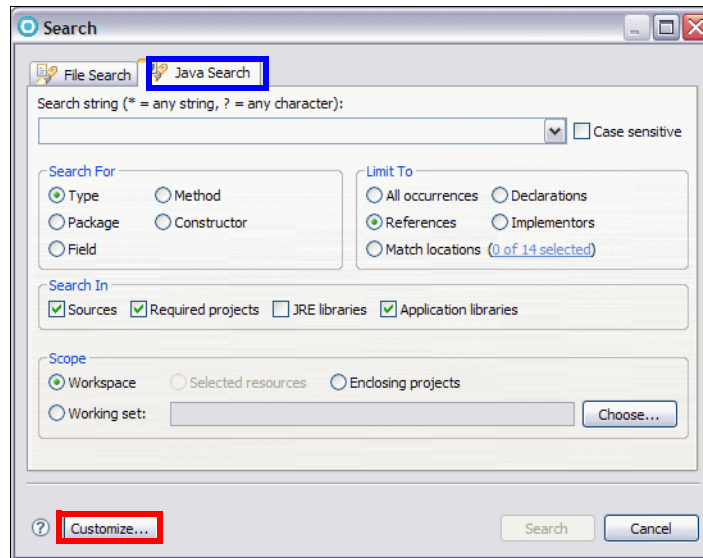 Search
File Search Java Search
Search string (* = any string, ? = any character):
Case sensitive
Search For
Type Method
Package Constructor
Field
Limit To
All occurrences Declarations
References Implementors
Match locations (0 of 14 selected)
Search In
Sources Required projects JRE libraries Application libraries
Scope
Workspace Selected resources Enclosing projects
Working set: Choose...
? Customize... Search Cancel